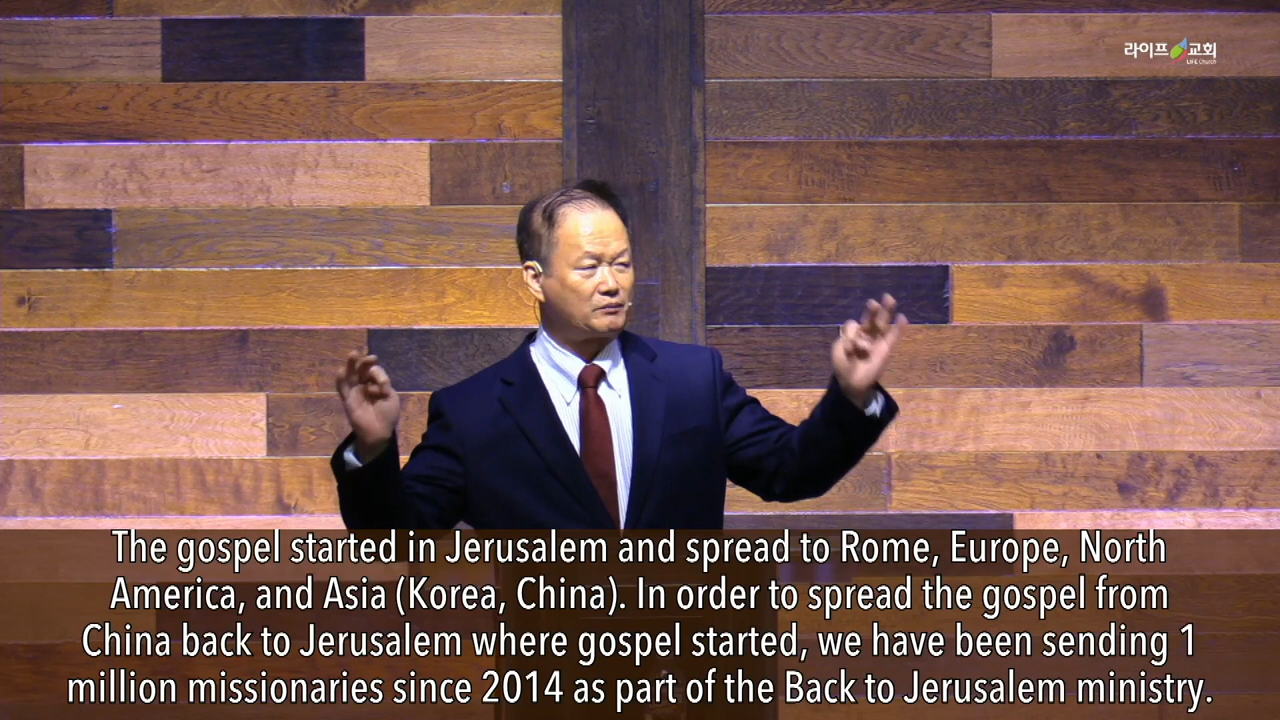 라이프교회
LIFE Church
The gospel started in Jerusalem and spread to Rome, Europe, North
America, and Asia (Korea, China). In order to spread the gospel from
China back to Jerusalem where gospel started, we have been sending 1
million missionaries since 2014 as part of the Back to Jerusalem ministry.